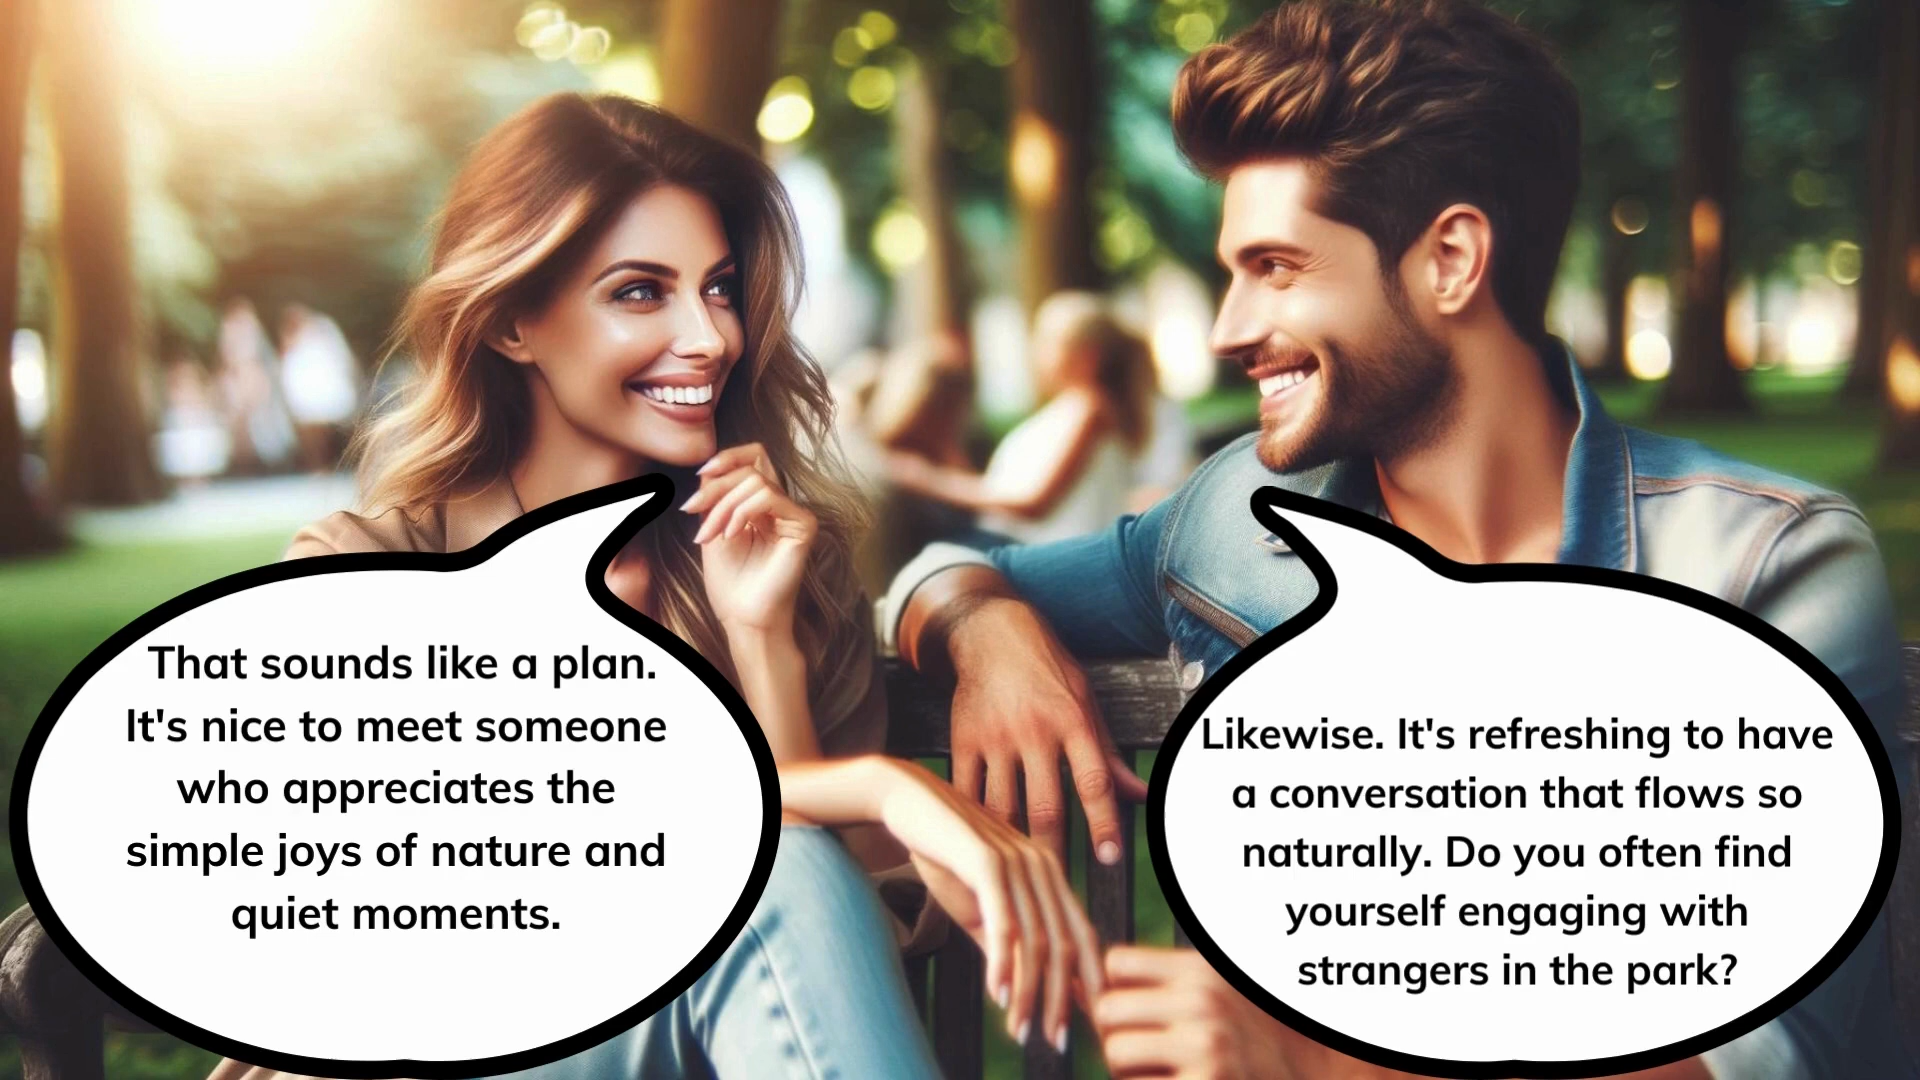 That sounds like a plan.
It's nice to meet someone
who appreciates the
simple joys of nature and
quiet moments.
Likewise. It's refreshing to have
a conversation that flows so
naturally. Do you often find
yourself engaging with
strangers in the park?